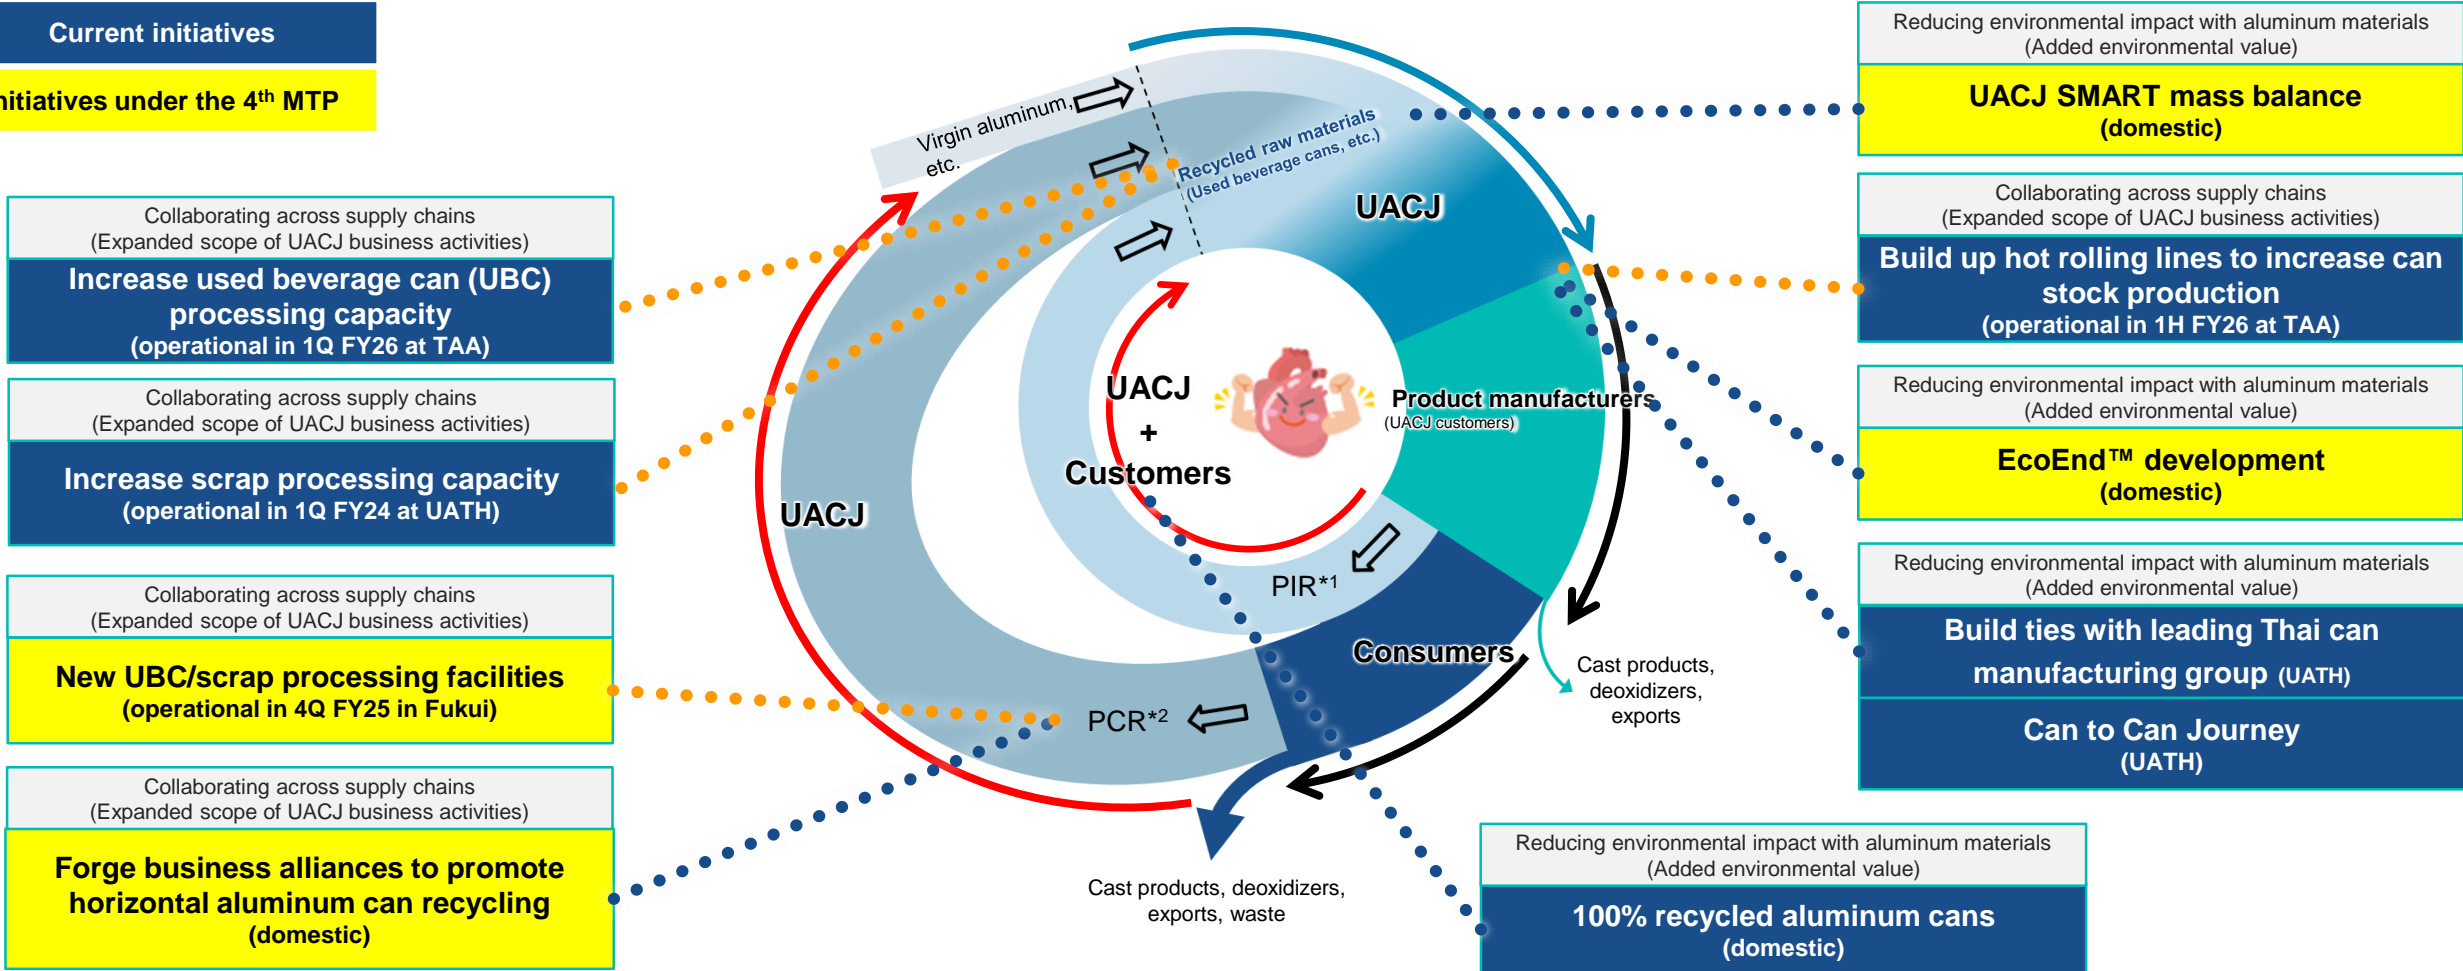 Current initiatives
nitiatives under the 4th MTP
Collaborating across supply chains
(Expanded scope of UACJ business activities)
Increase used beverage can (UBC)
processing capacity
(operational in 1Q FY26 at TAA)
Collaborating across supply chains
(Expanded scope of UACJ business activities)
Increase scrap processing capacity
(operational in 1Q FY24 at UATH)
Collaborating across supply chains
(Expanded scope of UACJ business activities)
New UBC/scrap processing facilities
(operational in 4Q FY25 in Fukui)
Collaborating across supply chains
(Expanded scope of UACJ business activities)
Forge business alliances to promote
horizontal aluminum can recycling
(domestic)
Virgin aluminum,
etc.
Recycled raw materials
(Used beverage cans, etc.)
UACJ
UACJ
+
Customers
Product manufacturers
(UACJ customers)
UACJ
PIR*1
Consumers
PCR*2
Cast products,
deoxidizers,
exports
Cast products, deoxidizers,
exports, waste
Reducing environmental impact with aluminum materials
(Added environmental value)
UACJ SMART mass balance
(domestic)
Collaborating across supply chains
(Expanded scope of UACJ business activities)
Build up hot rolling lines to increase can
stock production
(operational in 1H FY26 at TAA)
Reducing environmental impact with aluminum materials
(Added environmental value)
EcoEnd™ development
(domestic)
Reducing environmental impact with aluminum materials
(Added environmental value)
Build ties with leading Thai can
manufacturing group (UATH)
Can to Can Journey
(UATH)
Reducing environmental impact with aluminum materials
(Added environmental value)
100% recycled aluminum cans
(domestic)